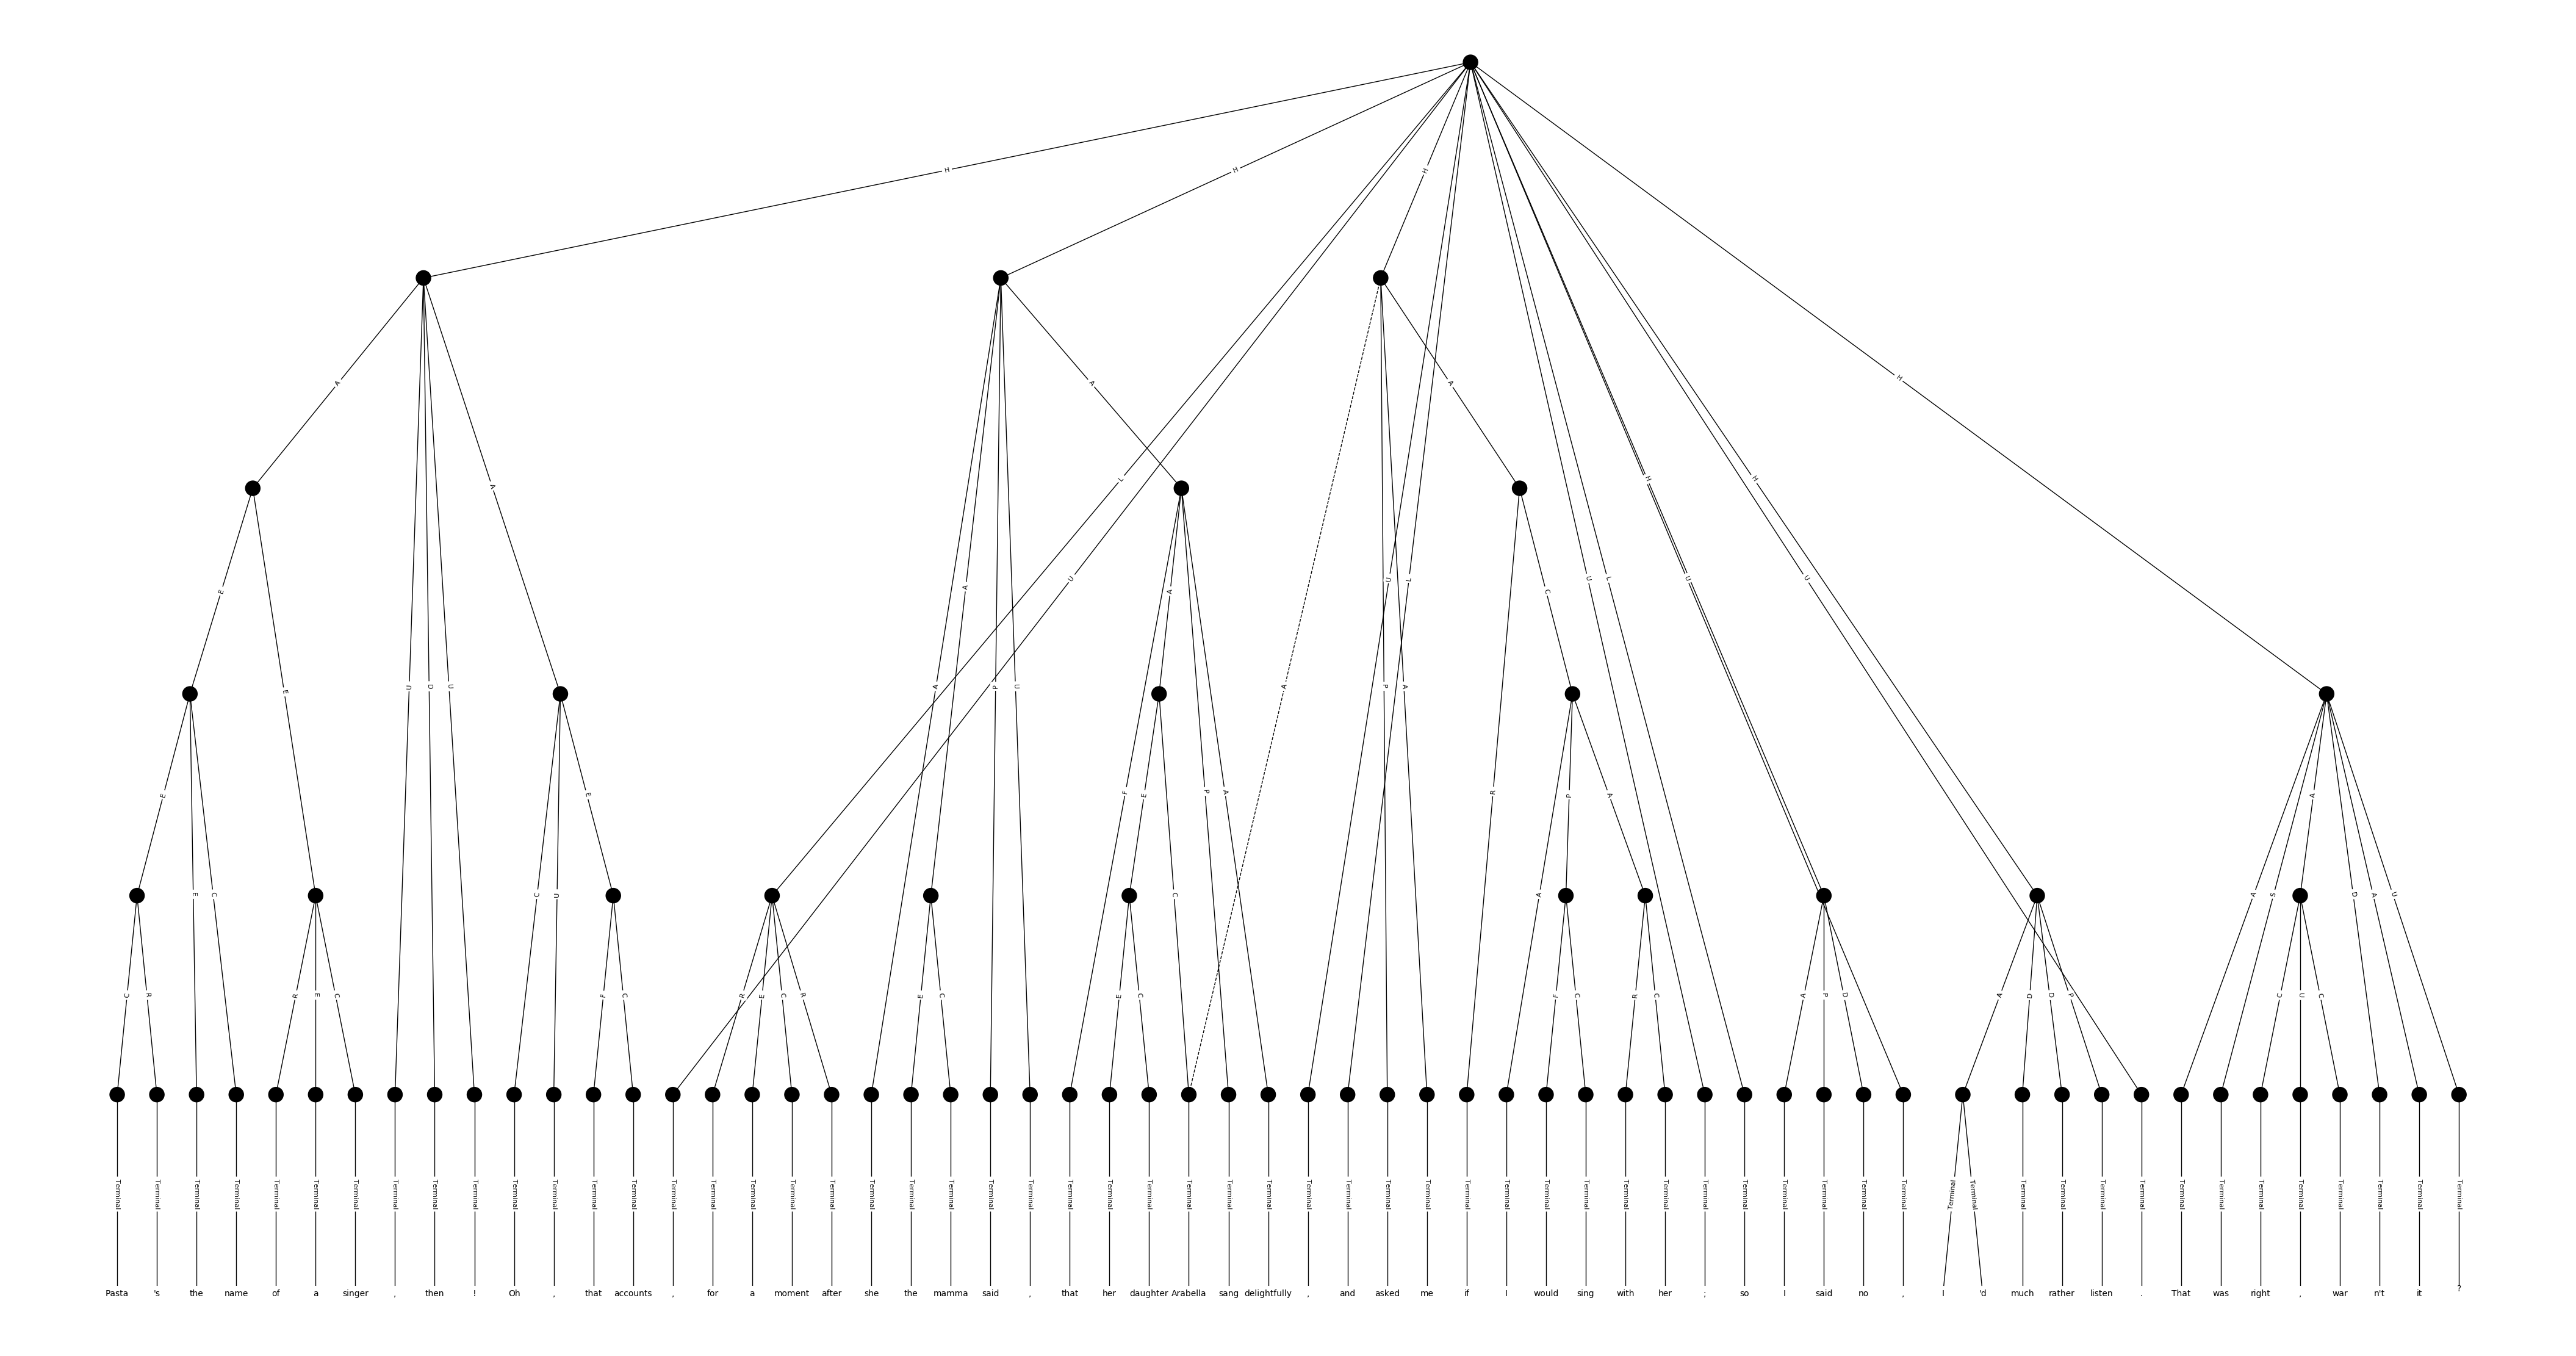 H H H H H H
A A A A
L
E E U D U A A P U F A P A A P A U L R C U L H U H U
E E C E C U E E C A P A A S A D A U
C R R E C F C R E C R E C E C F C R C A P D A D D P C U C
Terminal Terminal Terminal Terminal Terminal Terminal Terminal Terminal Terminal Terminal Terminal Terminal Terminal Terminal Terminal Terminal Terminal Terminal Terminal Terminal Terminal Terminal Terminal Terminal Terminal Terminal Terminal Terminal Terminal Terminal Terminal Terminal Terminal Terminal Terminal Terminal Terminal Terminal Terminal Terminal Terminal Terminal Terminal Terminal Terminal Terminal Terminal Terminal Terminal Terminal Terminal Terminal Terminal Terminal Terminal Terminal Terminal Terminal Terminal Terminal
Pasta 's the name of a singer , then ! Oh , that accounts , for a moment after she the mamma said , that her daughter Arabella sang delightfully , and asked me if I would sing with her ; so I said no , I 'd much rather listen . That was right , war n't it ?